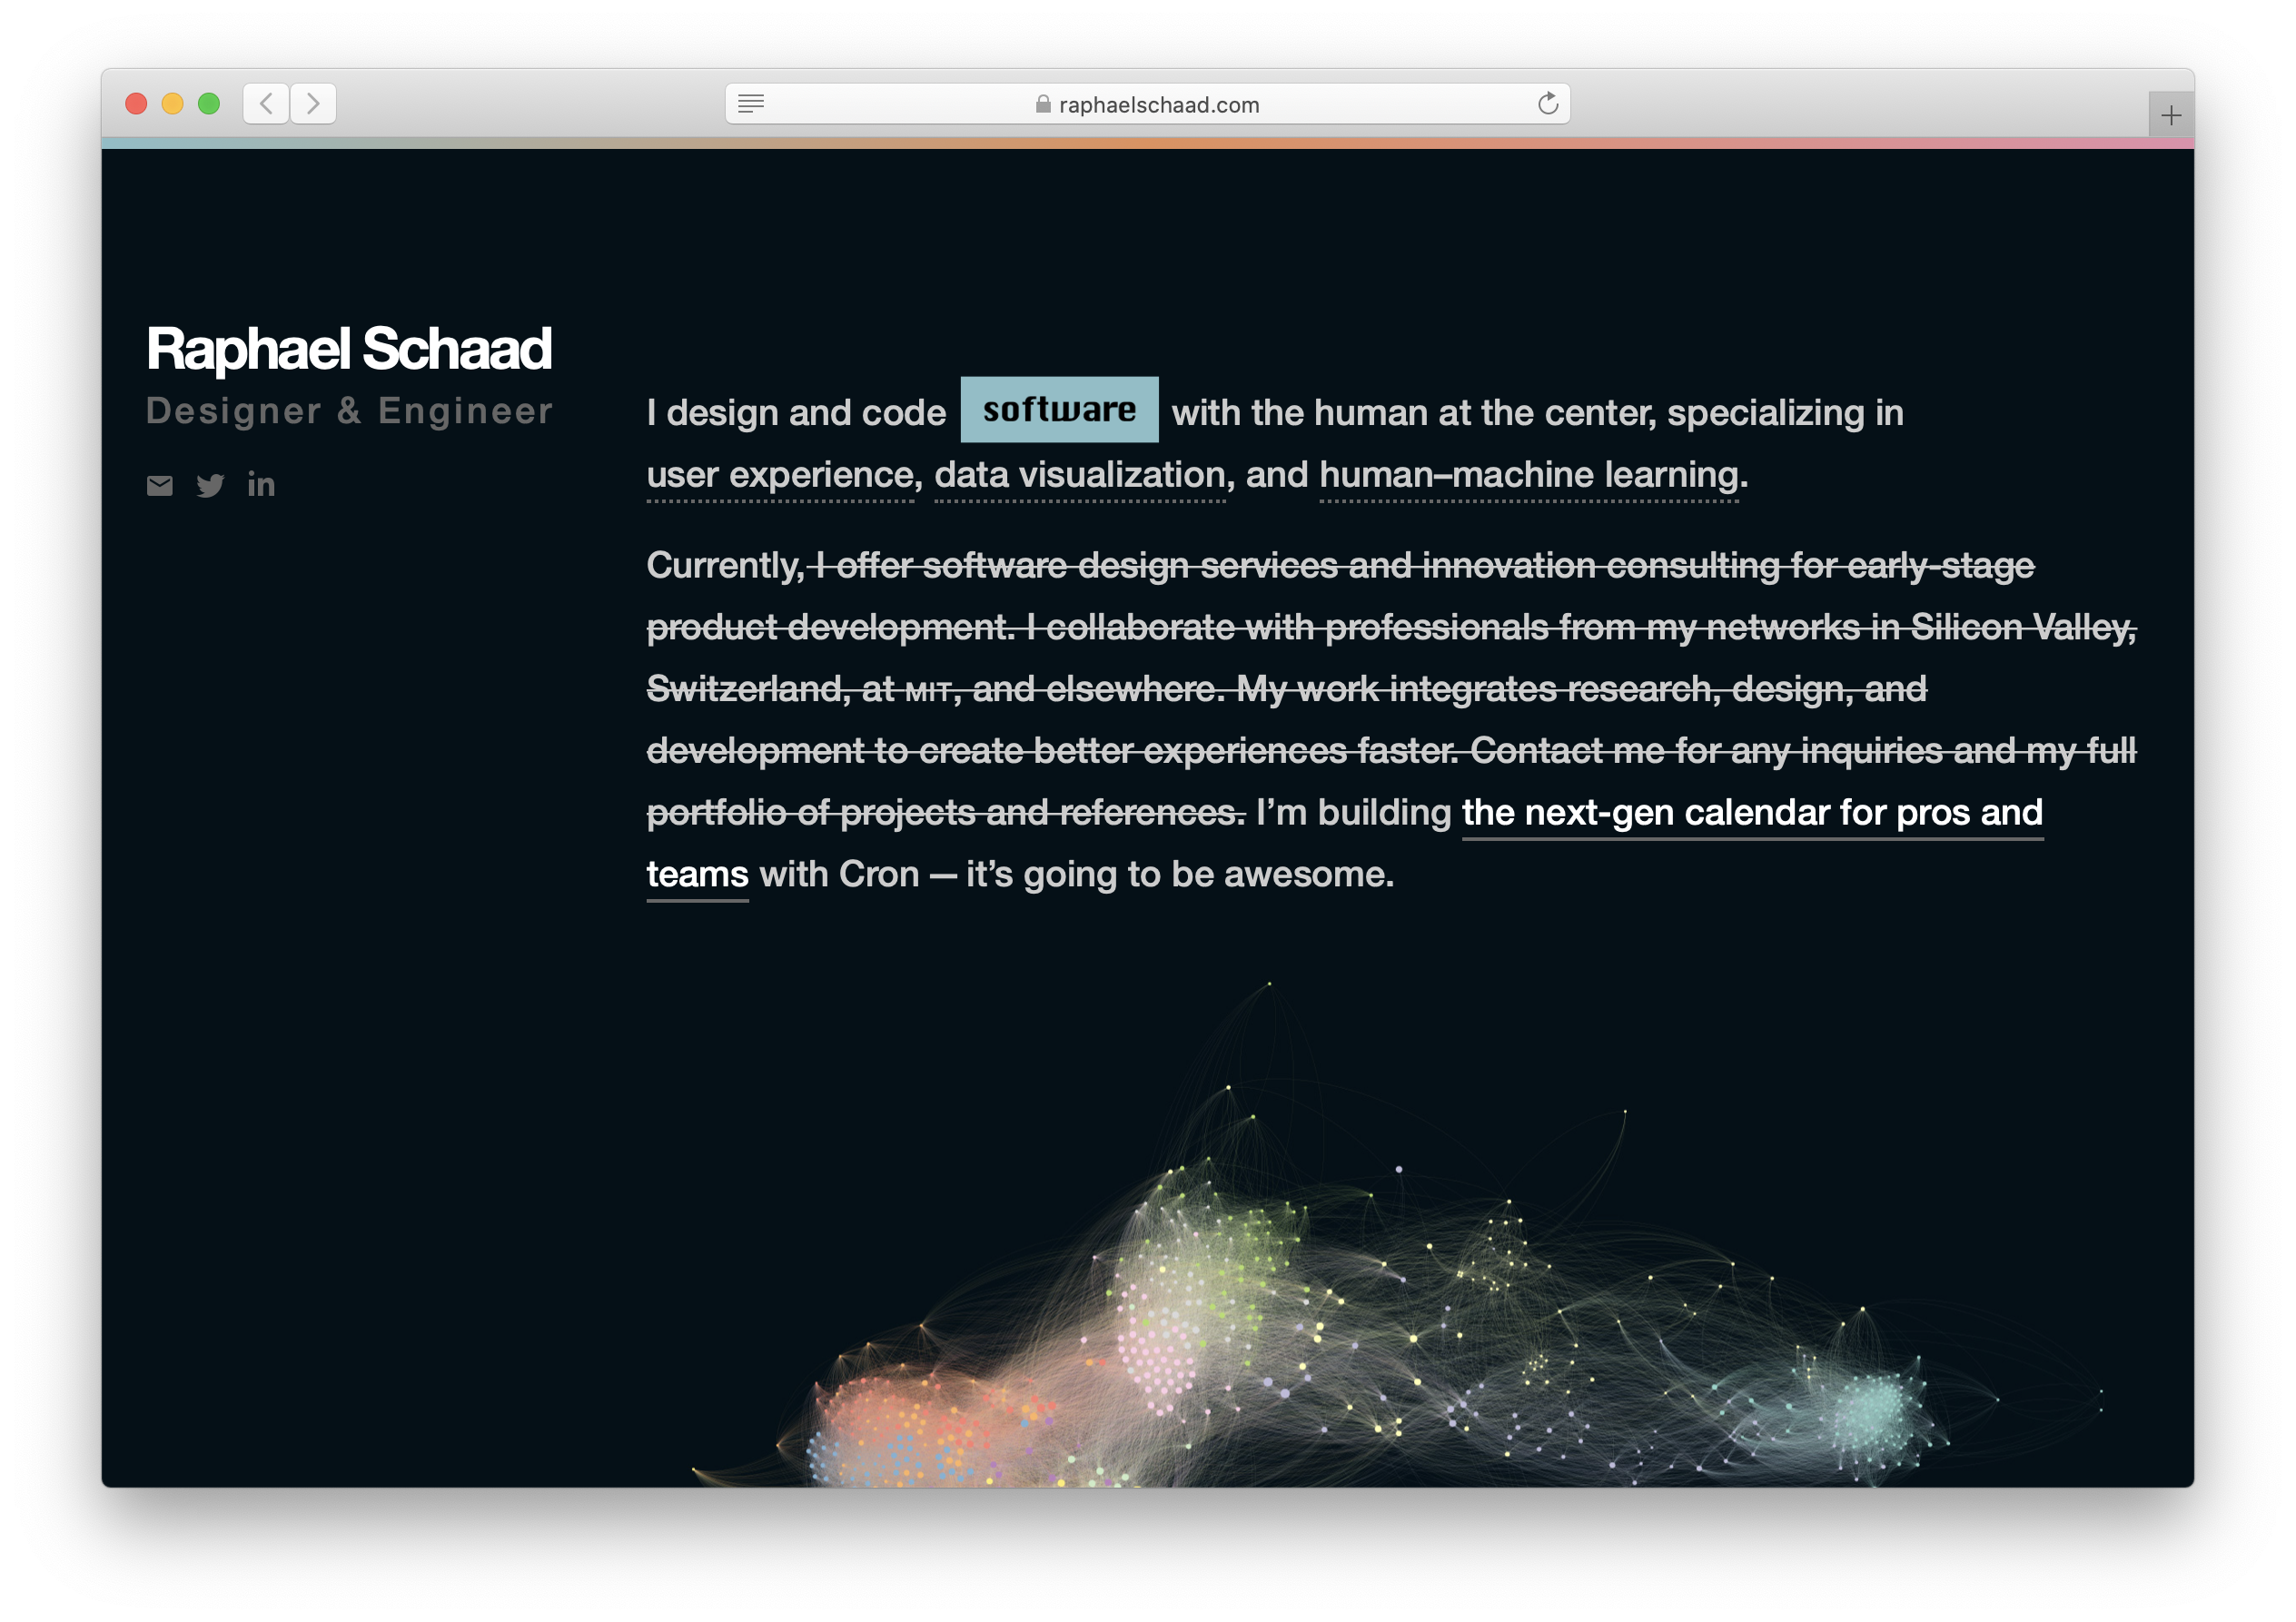 raphaelschaad.com
Raphael Schaad
Designer & Engineer
in
I design and code software with the human at the center, specializing in
user experience, data visualization, and human–machine learning.
Currently, I offer software design services and innovation consulting for early-stage
product development. I collaborate with professionals from my networks in Silicon Valley,
Switzerland, at MIT, and elsewhere. My work integrates research, design, and
development to create better experiences faster. Contact me for any inquiries and my full
portfolio of projects and references. I’m building the next-gen calendar for pros and
teams with Cron — it’s going to be awesome.